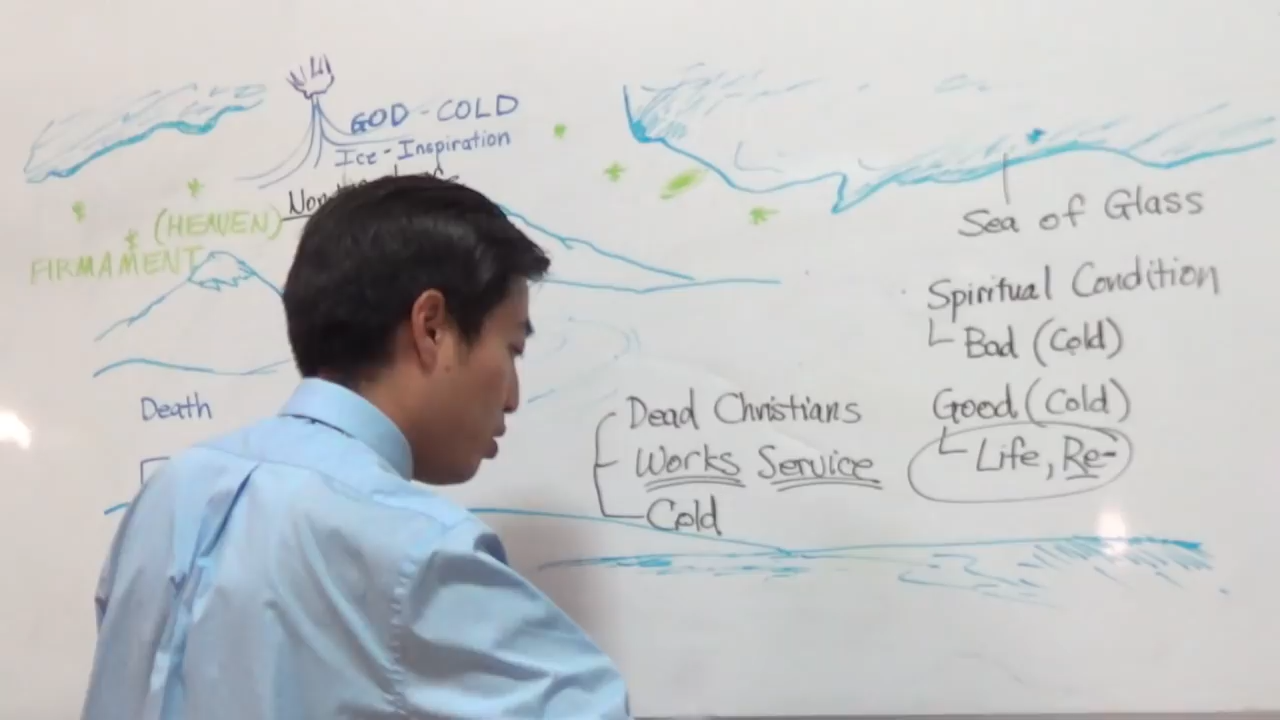 GOD - COLD
Ice - Inspiration
(HEAVEN)
FIRMAMENT
Sea of Glass
Spiritual Condition
Bad (Cold)
Good (Cold)
Life, Re-
Death
Dead Christians
Works Service
Cold